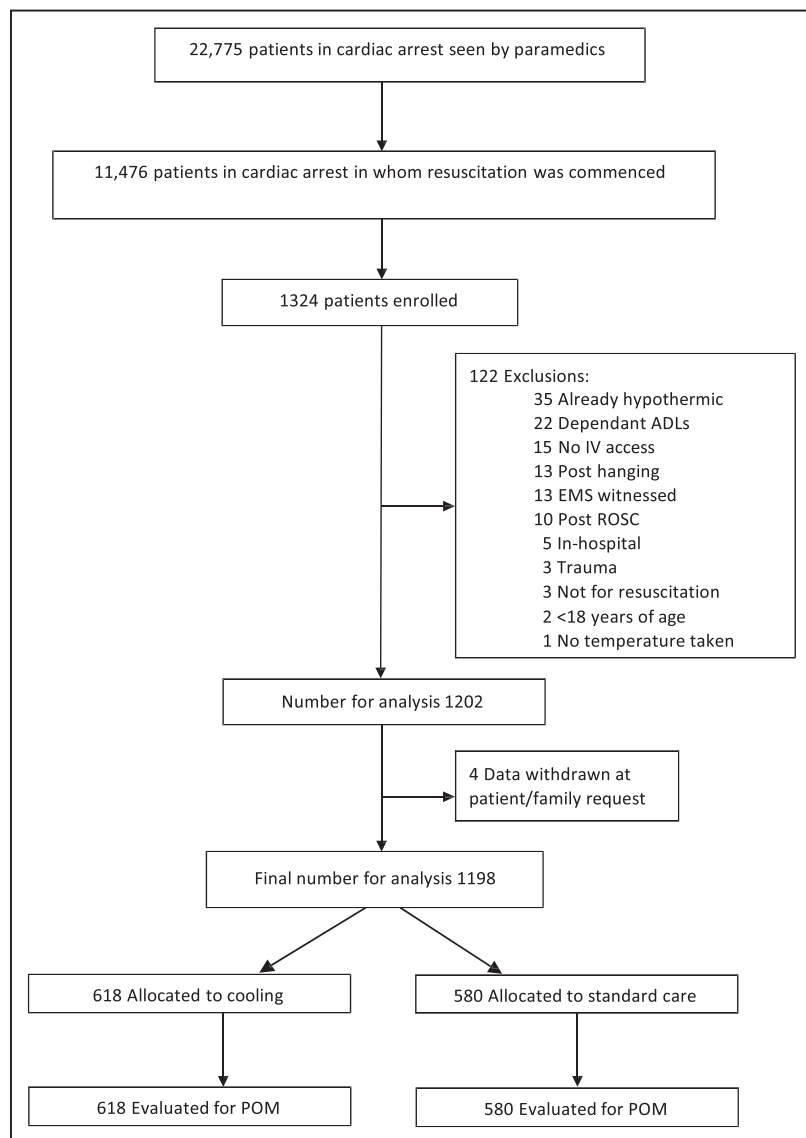 22,775 patients in cardiac arrest seen by paramedics
11,476 patients in cardiac arrest in whom resuscitation was commenced
1324 patients enrolled
122 Exclusions:
35 Already hypothermic
22 Dependant ADLs
15 No IV access
13 Post hanging
13 EMS witnessed
10 Post ROSC
5 In-hospital
3 Trauma
3 Not for resuscitation
2 <18 years of age
1 No temperature taken
Number for analysis 1202
4 Data withdrawn at
patient/family request
Final number for analysis 1198
618 Allocated to cooling
580 Allocated to standard care
618 Evaluated for POM
580 Evaluated for POM